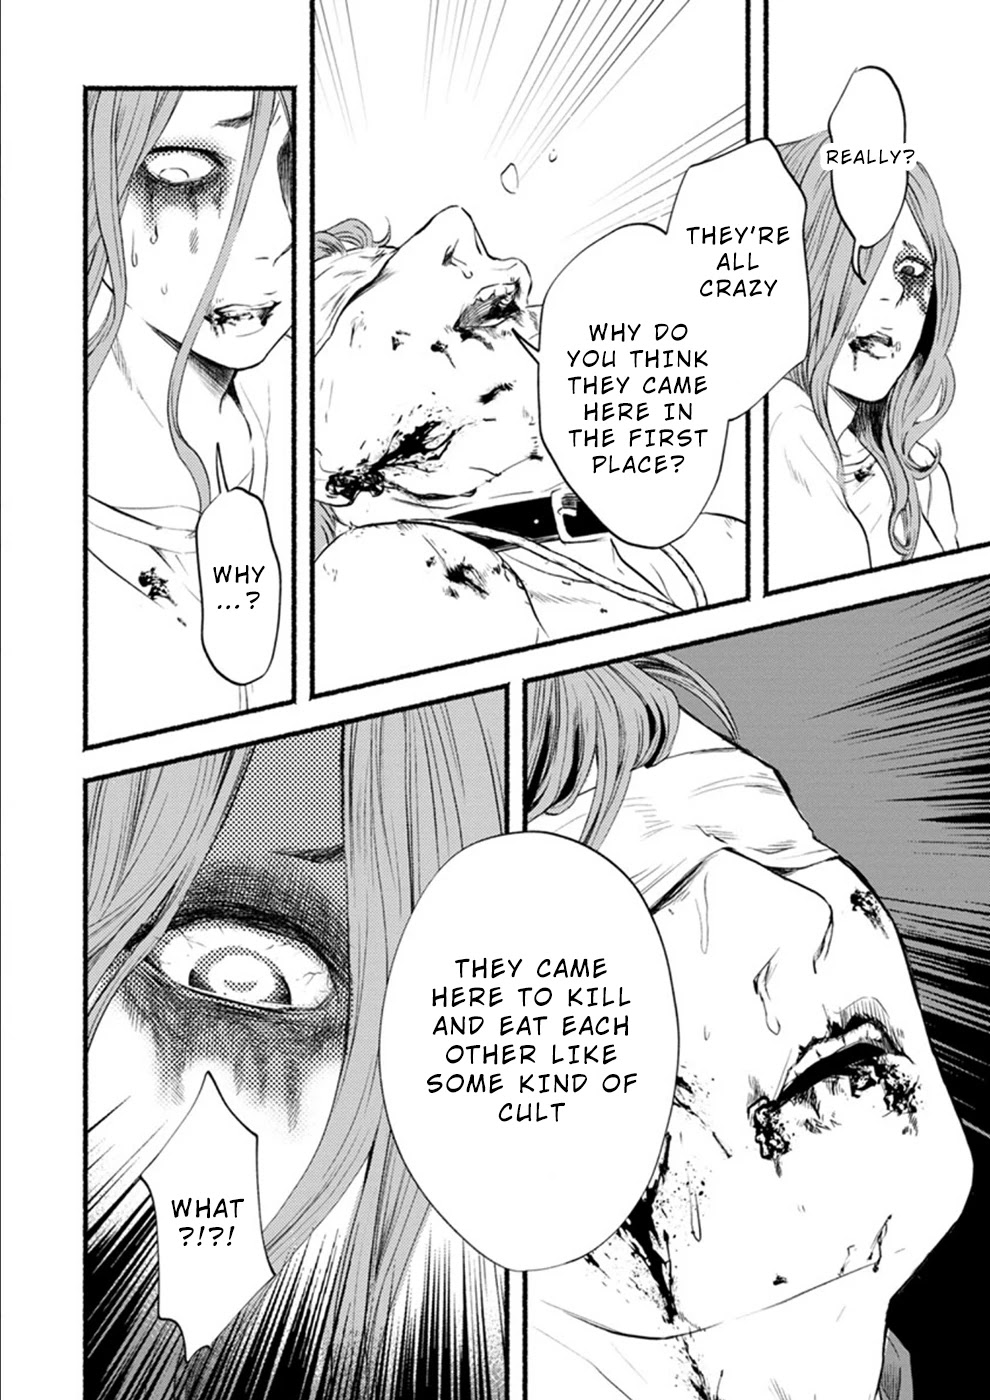 REALLY?
THEY'RE
ALL
CRAZY
WHY DO
YOU THINK
THEY CAME
HERE IN
THE FIRST
PLACE?
WHY
...?
THEY CAME
HERE TO KILL
AND EAT EACH
OTHER LIKE
SOME KIND OF
CULT
WHAT
?!?!